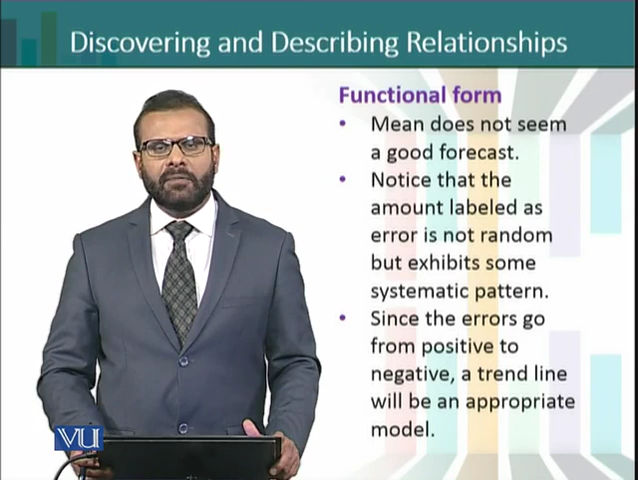 Discovering and Describing Relationships
Functional form
• Mean does not seem
a good forecast.
• Notice that the
amount labeled as
error is not random
but exhibits some
systematic pattern.
• Since the errors go
from positive to
negative, a trend line
will be an appropriate
model.
VU